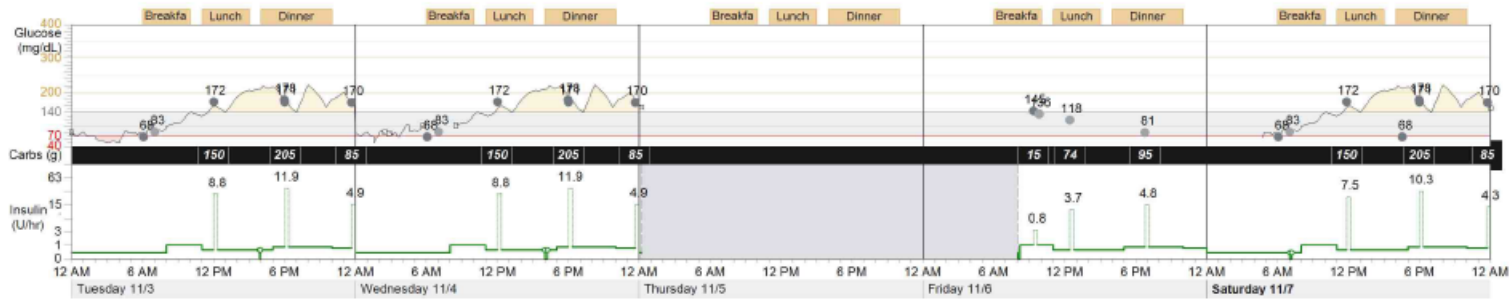 Breakfa Lunch Dinner Breakfa Lunch Dinner Breakfa Lunch Dinner Breakfa Lunch Dinner Breakfa Lunch Dinner
400
Glucose
(mg/dL)
300
200
140
70
40
172 170 172 170 118 172 170
68 83 68 83 81 68 83 68
Carbs (g) 150 205 85 150 205 85 15 74 95 150 205 85
63
15
3
1
0
Insulin
(U/hr)
8.8 11.9 4.9 8.8 11.9 4.9 0.8 3.7 4.8 7.5 10.3 4.3
12 AM 6 AM 12 PM 6 PM 12 AM 6 AM 12 PM 6 PM 12 AM 6 AM 12 PM 6 PM 12 AM 6 AM 12 PM 6 PM 12 AM 6 AM 12 PM 6 PM 12 AM
Tuesday 11/3 Wednesday 11/4 Thursday 11/5 Friday 11/6 Saturday 11/7